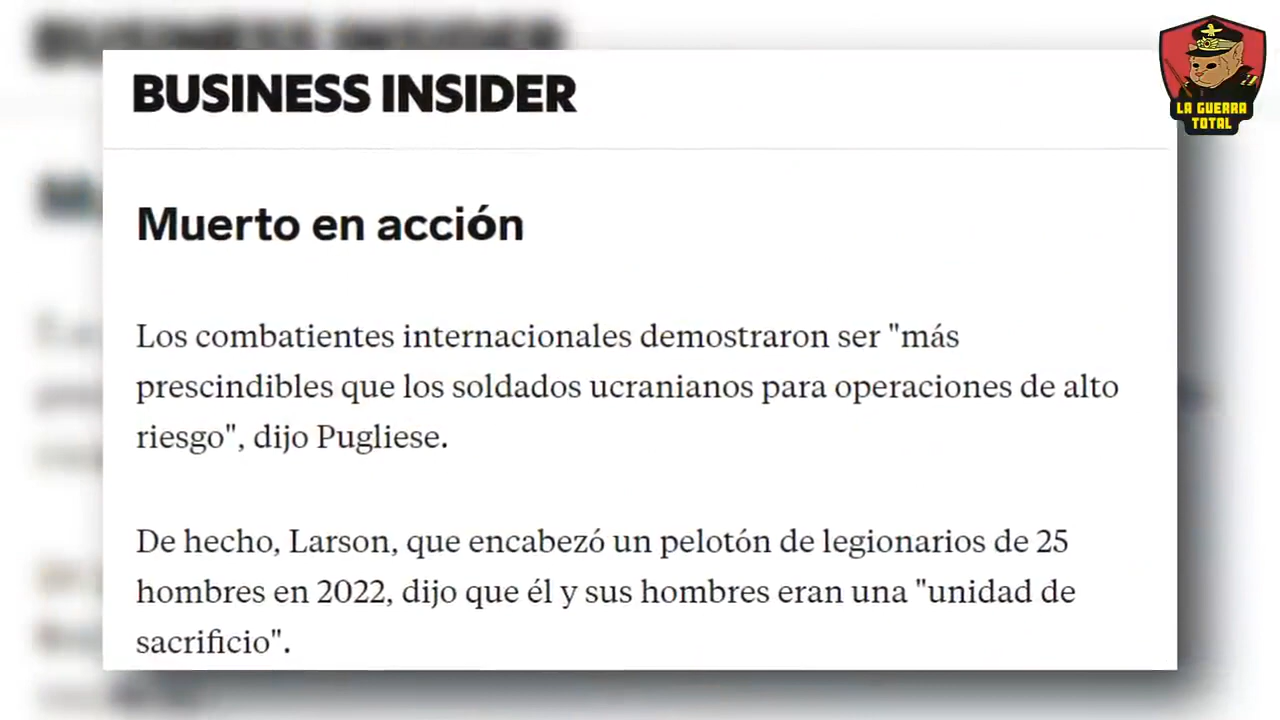 BUSINESS INSIDER
LA GUERRA
TOTAL
BUSINESS INSIDER
Muerto en acción
Los combatientes internacionales demostraron ser "más
prescindibles que los soldados ucranianos para operaciones de alto
riesgo", dijo Pugliese.
De hecho, Larson, que encabezó un pelotón de legionarios de 25
hombres en 2022, dijo que él y sus hombres eran una "unidad de
sacrificio".